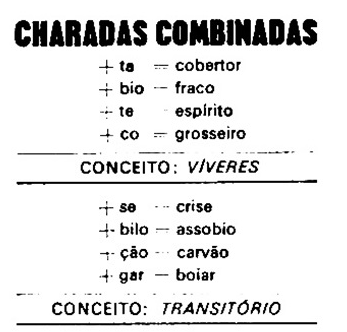 CHARADAS COMBINADAS
+ ta = cobertor
+ bio — fraco
+ te – espírito
+ co = grosseiro
CONCEITO: VÍVERES
+ se — crise
+ bilo = assobio
+ ção = carvão
+ gar = boiar
CONCEITO: TRANSITÓRIO